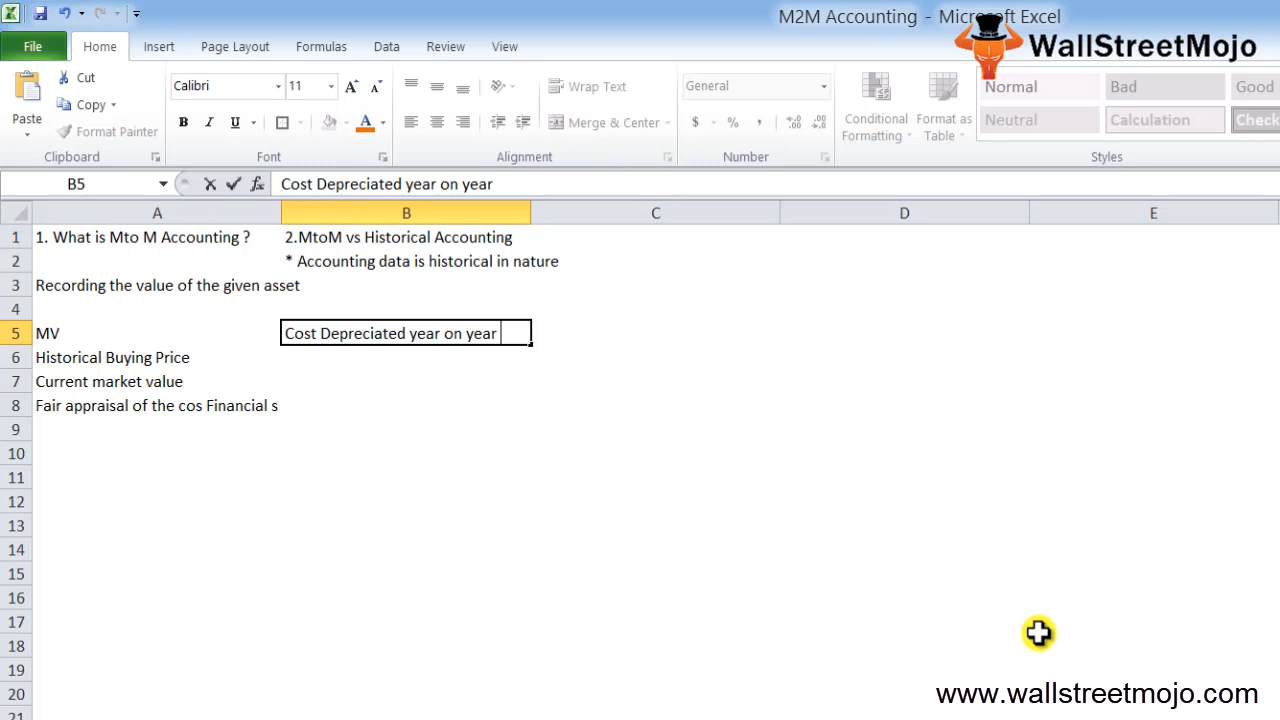 M2M Accounting - Microsoft Excel
WallStreetMojo
File Home Insert Page Layout Formulas Data Review View
Paste
Cut
Copy
Format Painter
Clipboard
Calibri 11
B I U
Font
Wrap Text
Merge & Center
Alignment
General
$ % ,
Number
Conditional Formatting
Format as Table
Normal Bad Good
Neutral Calculation Check
Styles
B5 fx Cost Depreciated year on year
A B C D E
1 1. What is Mto M Accounting ? 2.MtoM vs Historical Accounting
2 * Accounting data is historical in nature
3 Recording the value of the given asset
4
5 MV Cost Depreciated year on year
6 Historical Buying Price
7 Current market value
8 Fair appraisal of the cos Financial s
9
10
11
12
13
14
15
16
17
18
19
20
21
www.wallstreetmojo.com